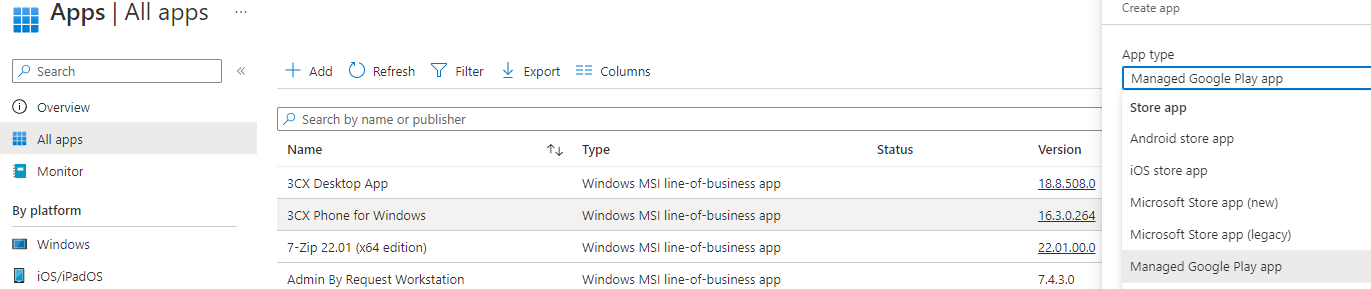 Apps | All apps
...
Search
«
Overview
All apps
Monitor
By platform
Windows
iOS/iPadOS
Add Refresh Filter Export Columns
Search by name or publisher
Name Type Status Version
3CX Desktop App Windows MSI line-of-business app 18.8.508.0
3CX Phone for Windows Windows MSI line-of-business app 16.3.0.264
7-Zip 22.01 (x64 edition) Windows MSI line-of-business app 22.01.00.0
Admin By Request Workstation Windows MSI line-of-business app 7.4.3.0
Create app
App type
Managed Google Play app
Store app
Android store app
iOS store app
Microsoft Store app (new)
Microsoft Store app (legacy)
Managed Google Play app